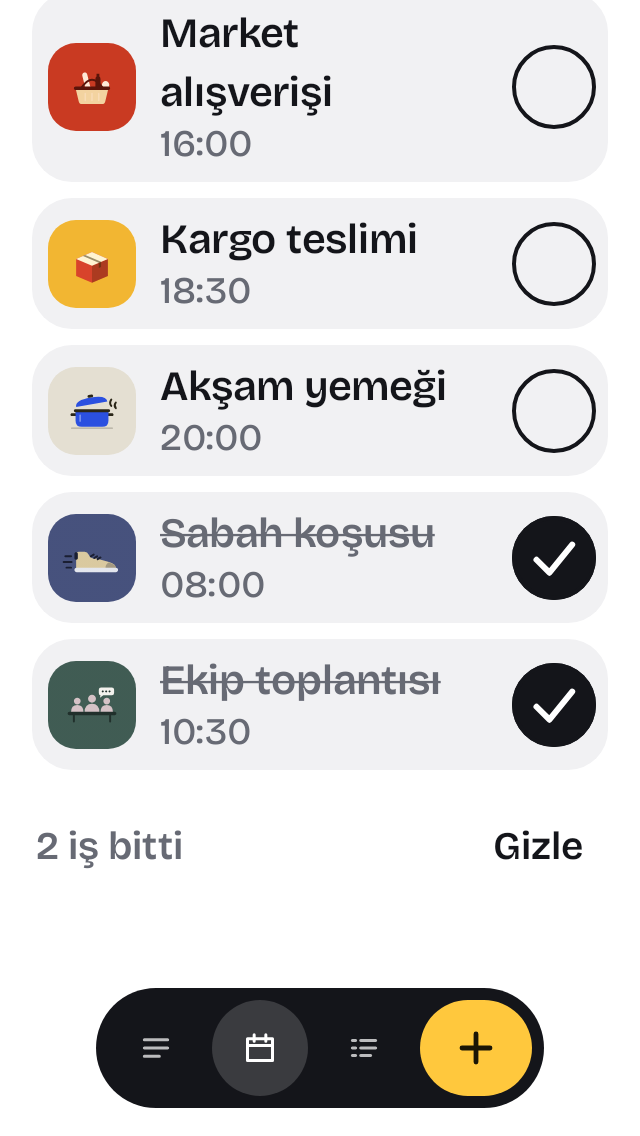 Market
alışverişi
16:00
Kargo teslimi
18:30
Akşam yemeği
20:00
Sabah koşusu
08:00
Ekip toplantısı
10:30
2 iş bitti
Gizle